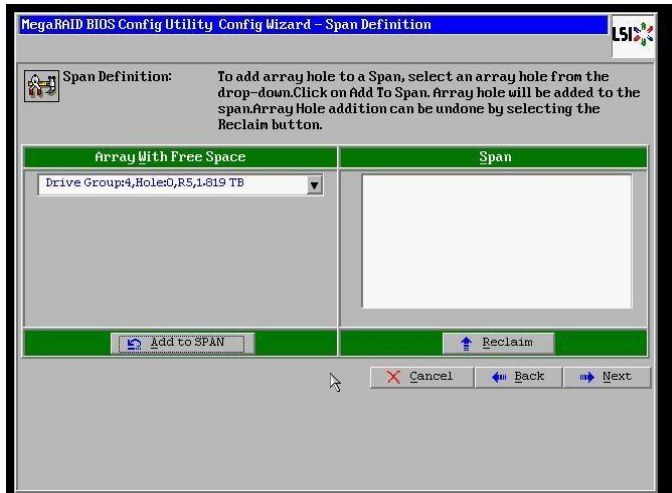 MegaRAID BIOS Config Utility Config Wizard - Span Definition
LSI
Span Definition:
To add array hole to a Span, select an array hole from the
drop-down.Click on Add To Span. Array hole will be added to the
span.Array Hole addition can be undone by selecting the
Reclaim button.
Array With Free Space
Span
Drive Group:4,Hole:0,R5,1.819 TB
Add to SPAN
Reclaim
Cancel
Back
Next